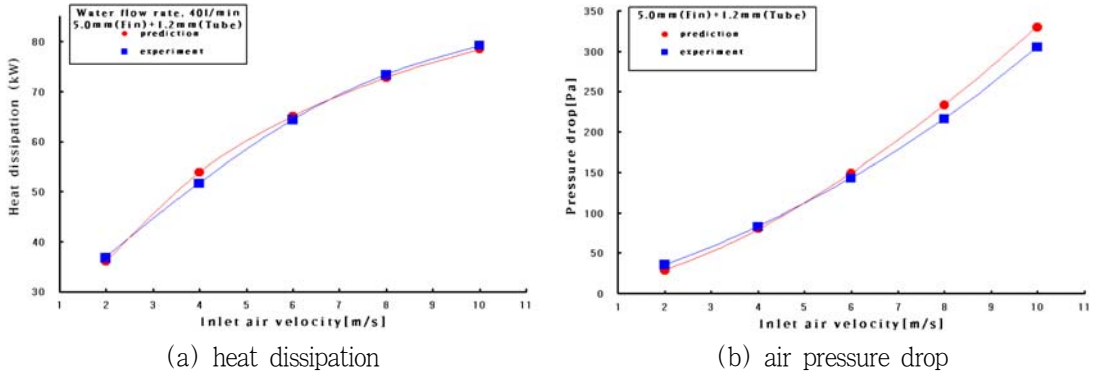 Water flow rate, 40l/min
5.0mm(Fin)+1.2mm(Tube)
prediction
experiment
80
70
60
50
40
30
Heat dissipation (kW)
1 2 3 4 5 6 7 8 9 10 11
Inlet air velocity[m/s]
(a) heat dissipation
5.0mm(Fin)+1.2mm(Tube)
prediction
experiment
350
300
250
200
150
100
50
0
Pressure drop[Pa]
1 2 3 4 5 6 7 8 9 10 11
Inlet air velocity[m/s]
(b) air pressure drop